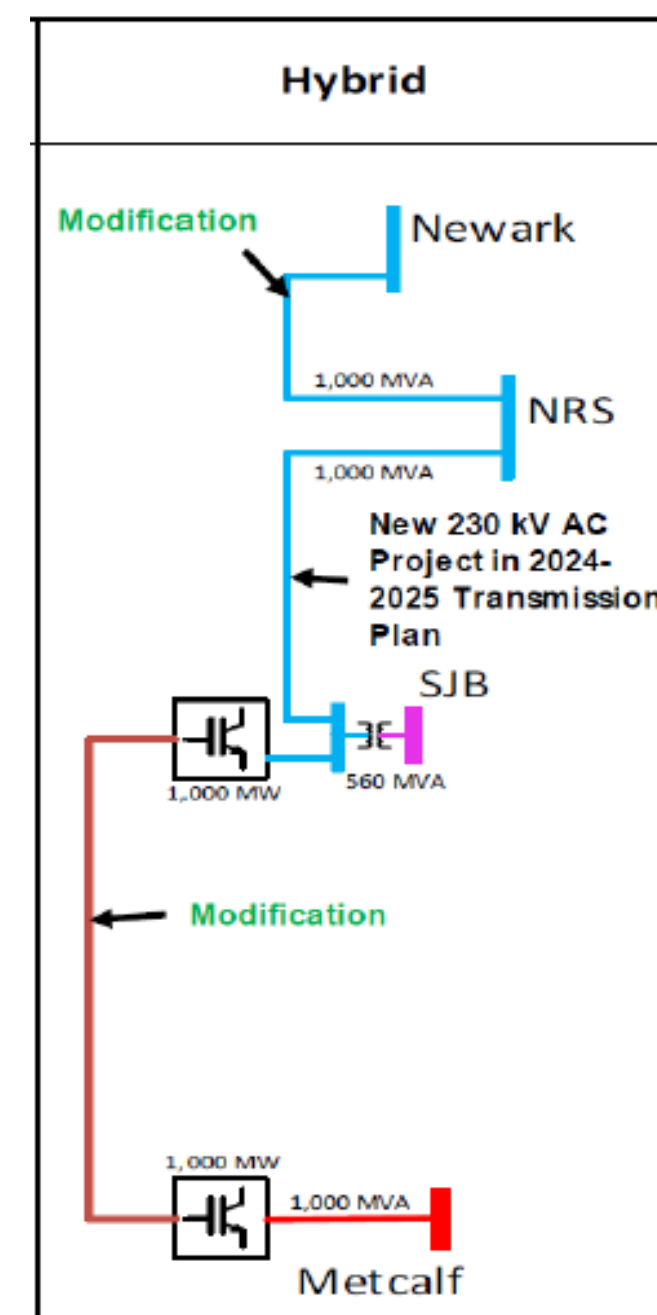 Hybrid
Modification
Newark
1,000 MVA
NRS
1,000 MVA
New 230 kV AC
Project in 2024-
2025 Transmission
Plan
SJB
1,000 MW
560 MVA
Modification
1,000 MW
1,000 MVA
Metcalf